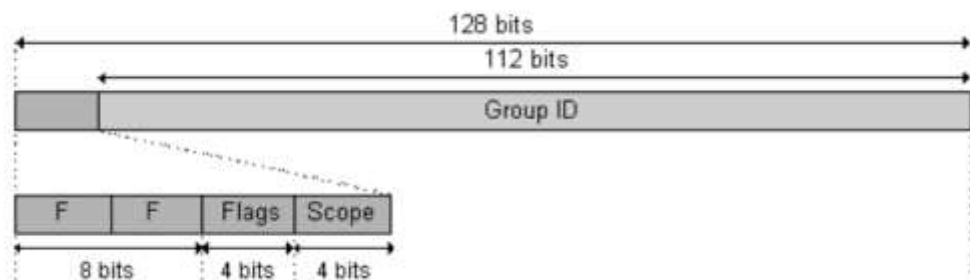 128 bits
112 bits
Group ID
F F Flags Scope
8 bits 4 bits 4 bits